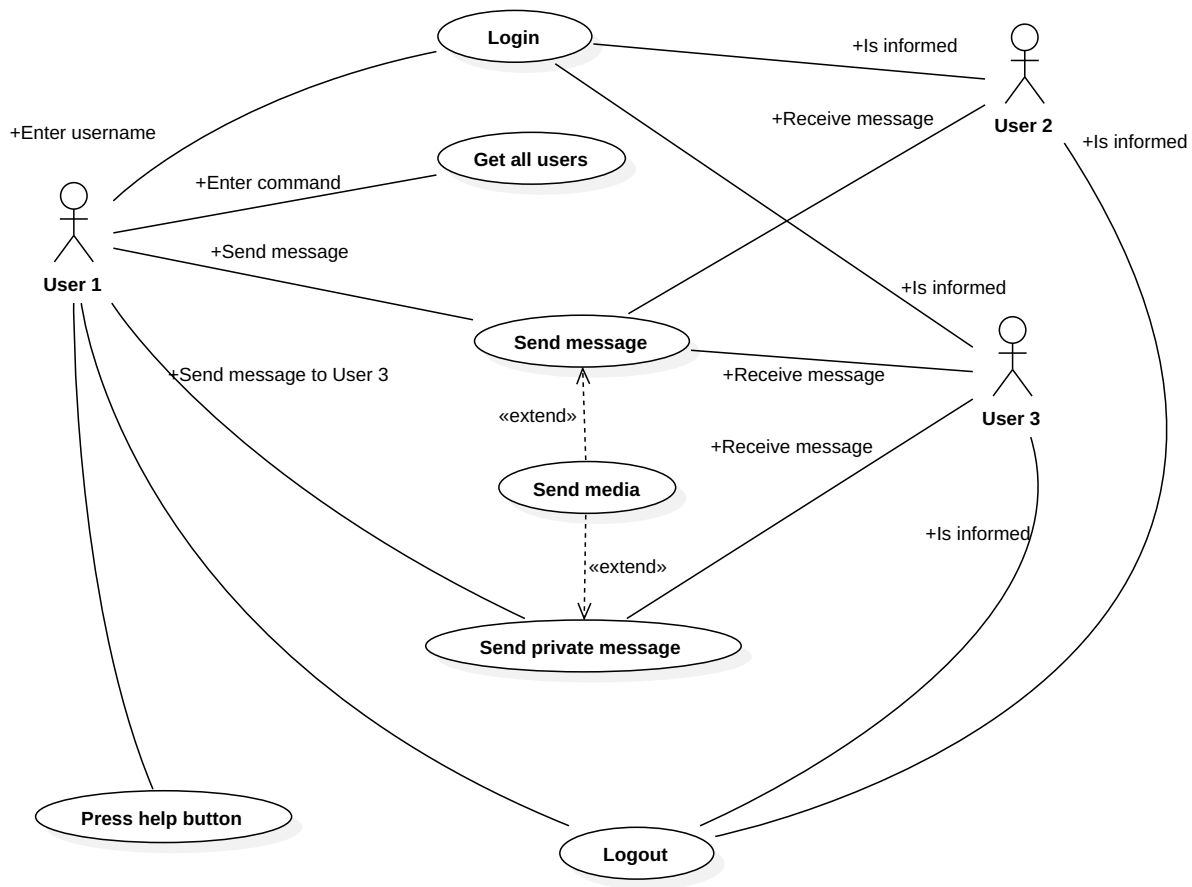 Login
+Is informed
+Enter username
+Receive message
User 2
+Is informed
Get all users
+Enter command
+Send message
User 1
+Is informed
Send message
+Send message to User 3
+Receive message
«extend»
User 3
+Receive message
Send media
+Is informed
«extend»
Send private message
Press help button
Logout